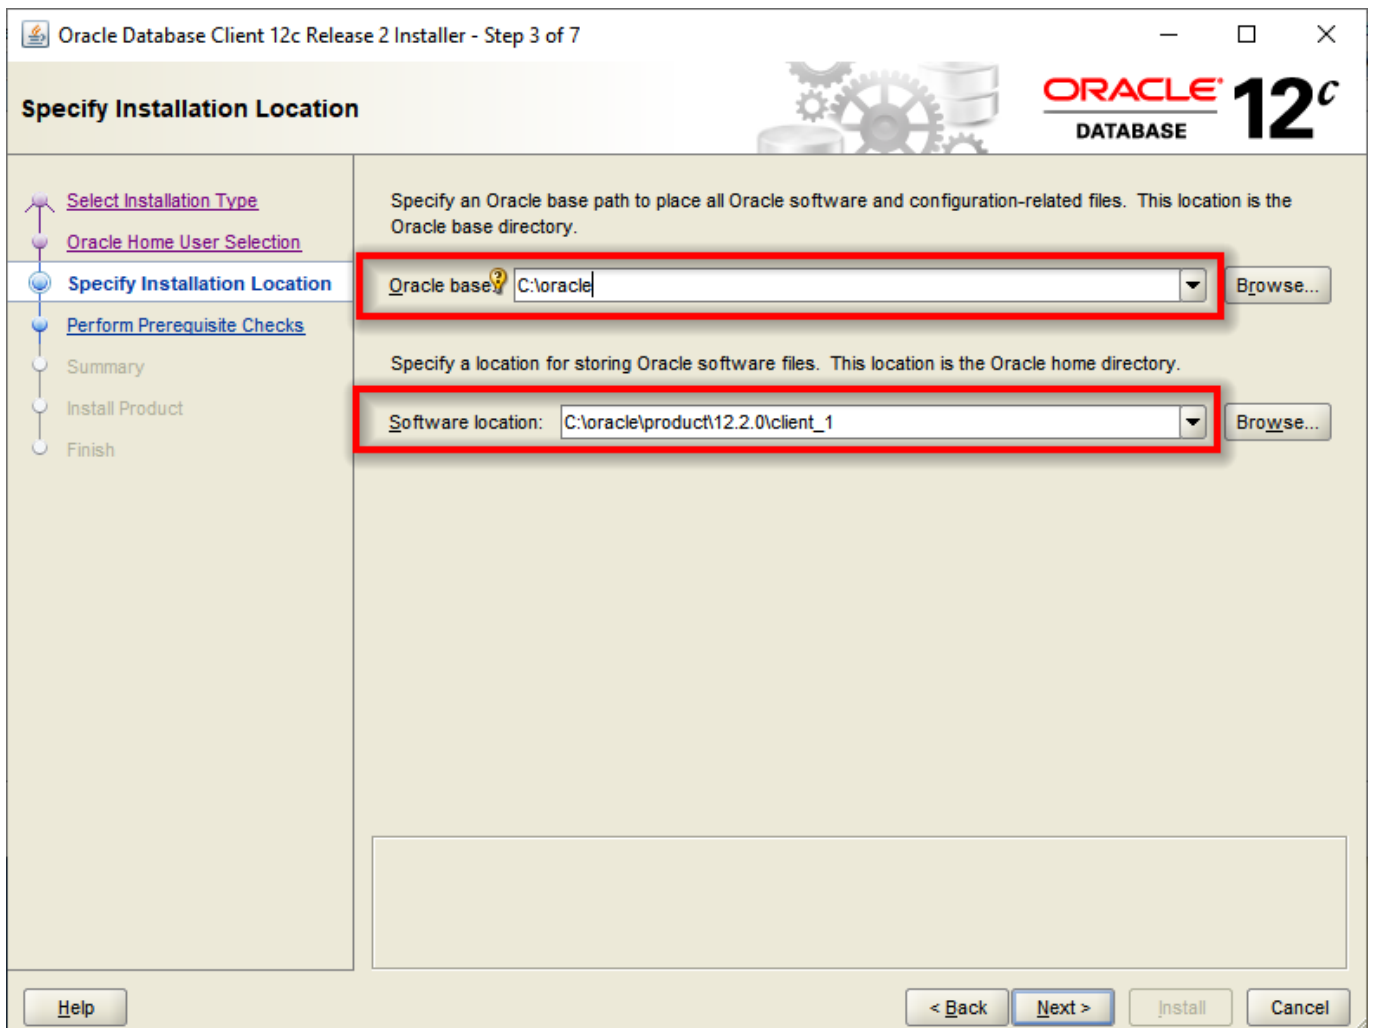 Oracle Database Client 12c Release 2 Installer - Step 3 of 7
Specify Installation Location
ORACLE
DATABASE
12c
Select Installation Type
Oracle Home User Selection
Specify Installation Location
Perform Prerequisite Checks
Summary
Install Product
Finish
Specify an Oracle base path to place all Oracle software and configuration-related files. This location is the
Oracle base directory.
Oracle base: C:\oracle Browse...
Specify a location for storing Oracle software files. This location is the Oracle home directory.
Software location: C:\oracle\product\12.2.0\client_1 Browse...
Help < Back Next > Install Cancel